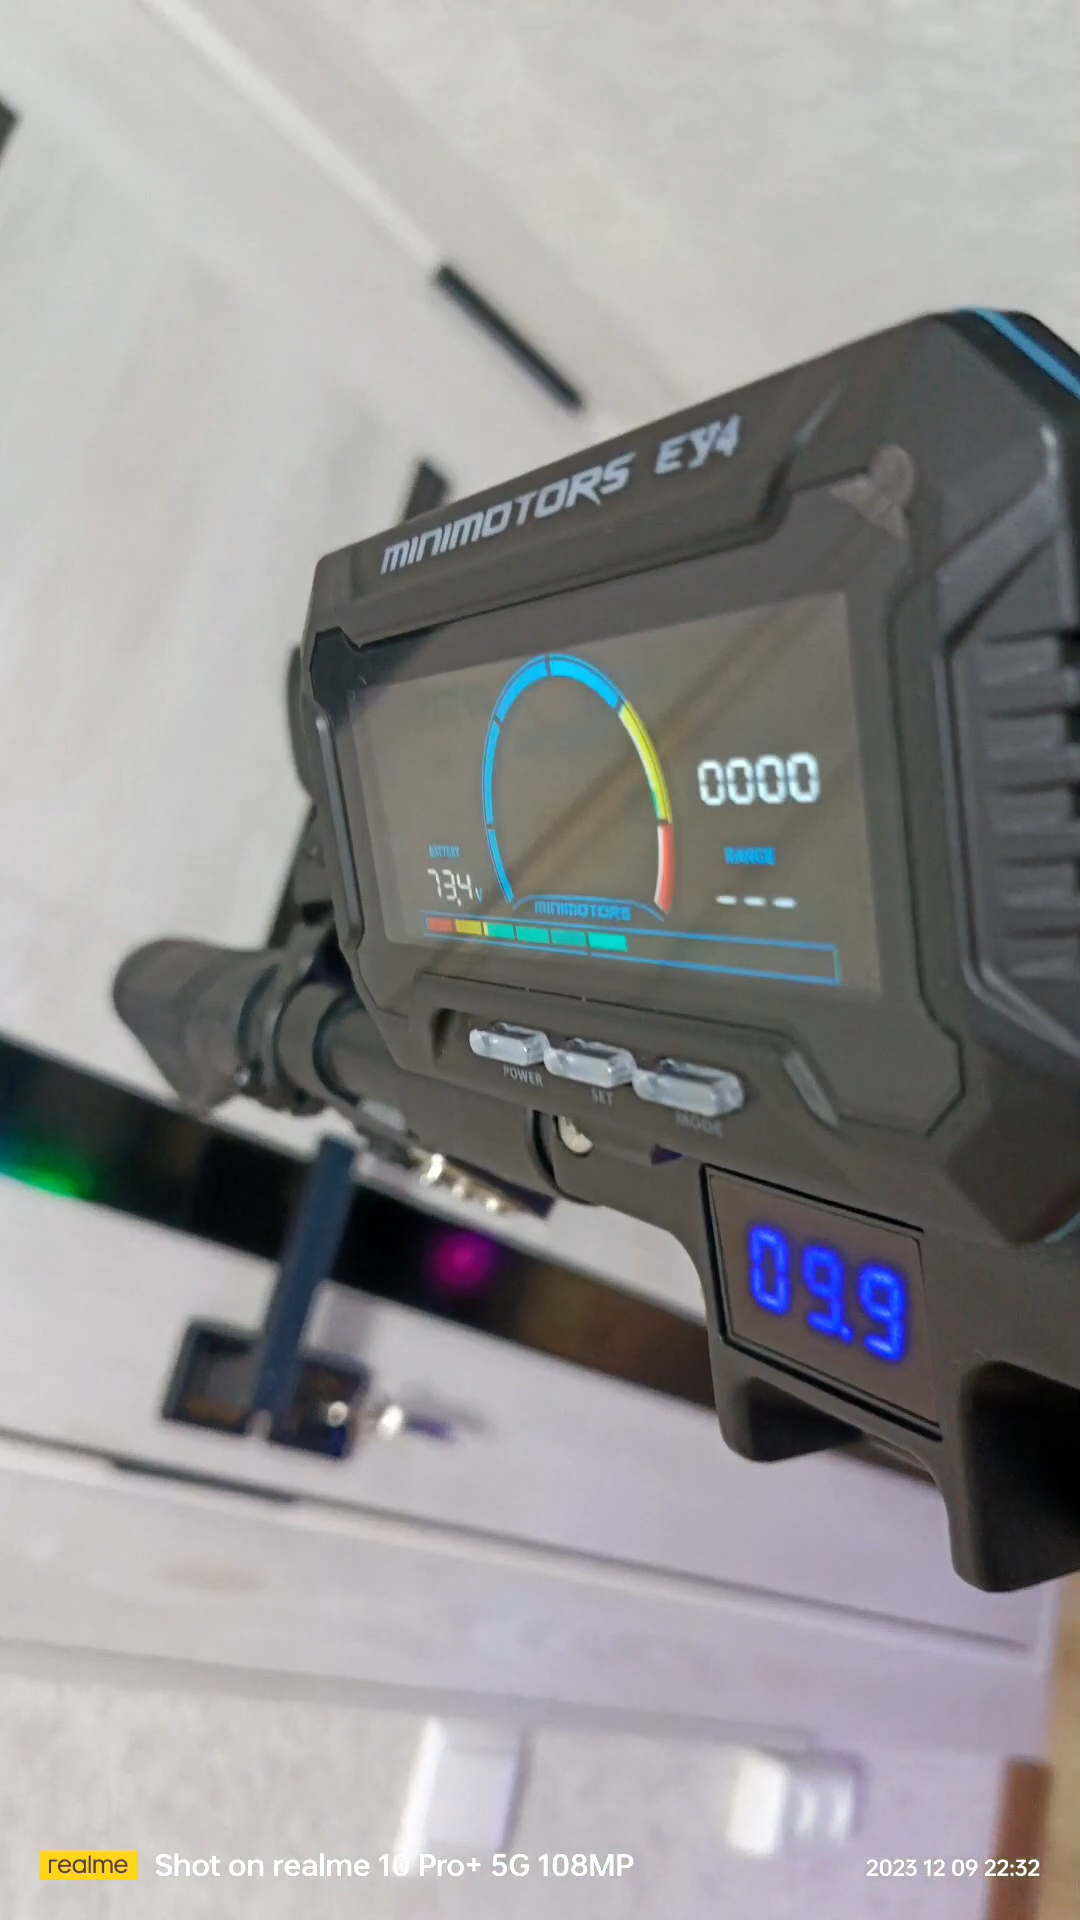 MINIMOTORS EY4
0000
RANGE
---
BATTERY
73.4V
MINIMOTORS
POWER
SET
MODE
09.9
realme
Shot on realme 10 Pro+ 5G 108MP
2023 12 09 22:32